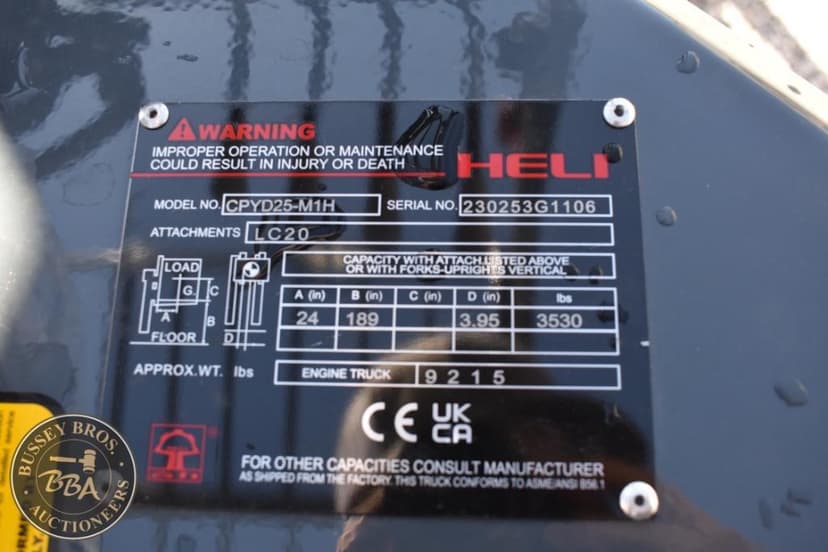 WARNING
IMPROPER OPERATION OR MAINTENANCE
COULD RESULT IN INJURY OR DEATH
HELI
MODEL NO. CPYD25-M1H SERIAL NO. 230253G1106
ATTACHMENTS LC20
CAPACITY WITH ATTACH.LISTED ABOVE
OR WITH FORKS-UPRIGHTS VERTICAL
LOAD
G.
C
A
B
FLOOR
D
A (in) B (in) C (in) D (in) lbs
24 189 3.95 3530
APPROX.WT. lbs ENGINE TRUCK 9215
CE UK
CA
FOR OTHER CAPACITIES CONSULT MANUFACTURER
AS SHIPPED FROM THE FACTORY. THIS TRUCK CONFORMS TO ASME/ANSI B56.1
BUSSEY BROS.
BBA
AUCTIONEERS